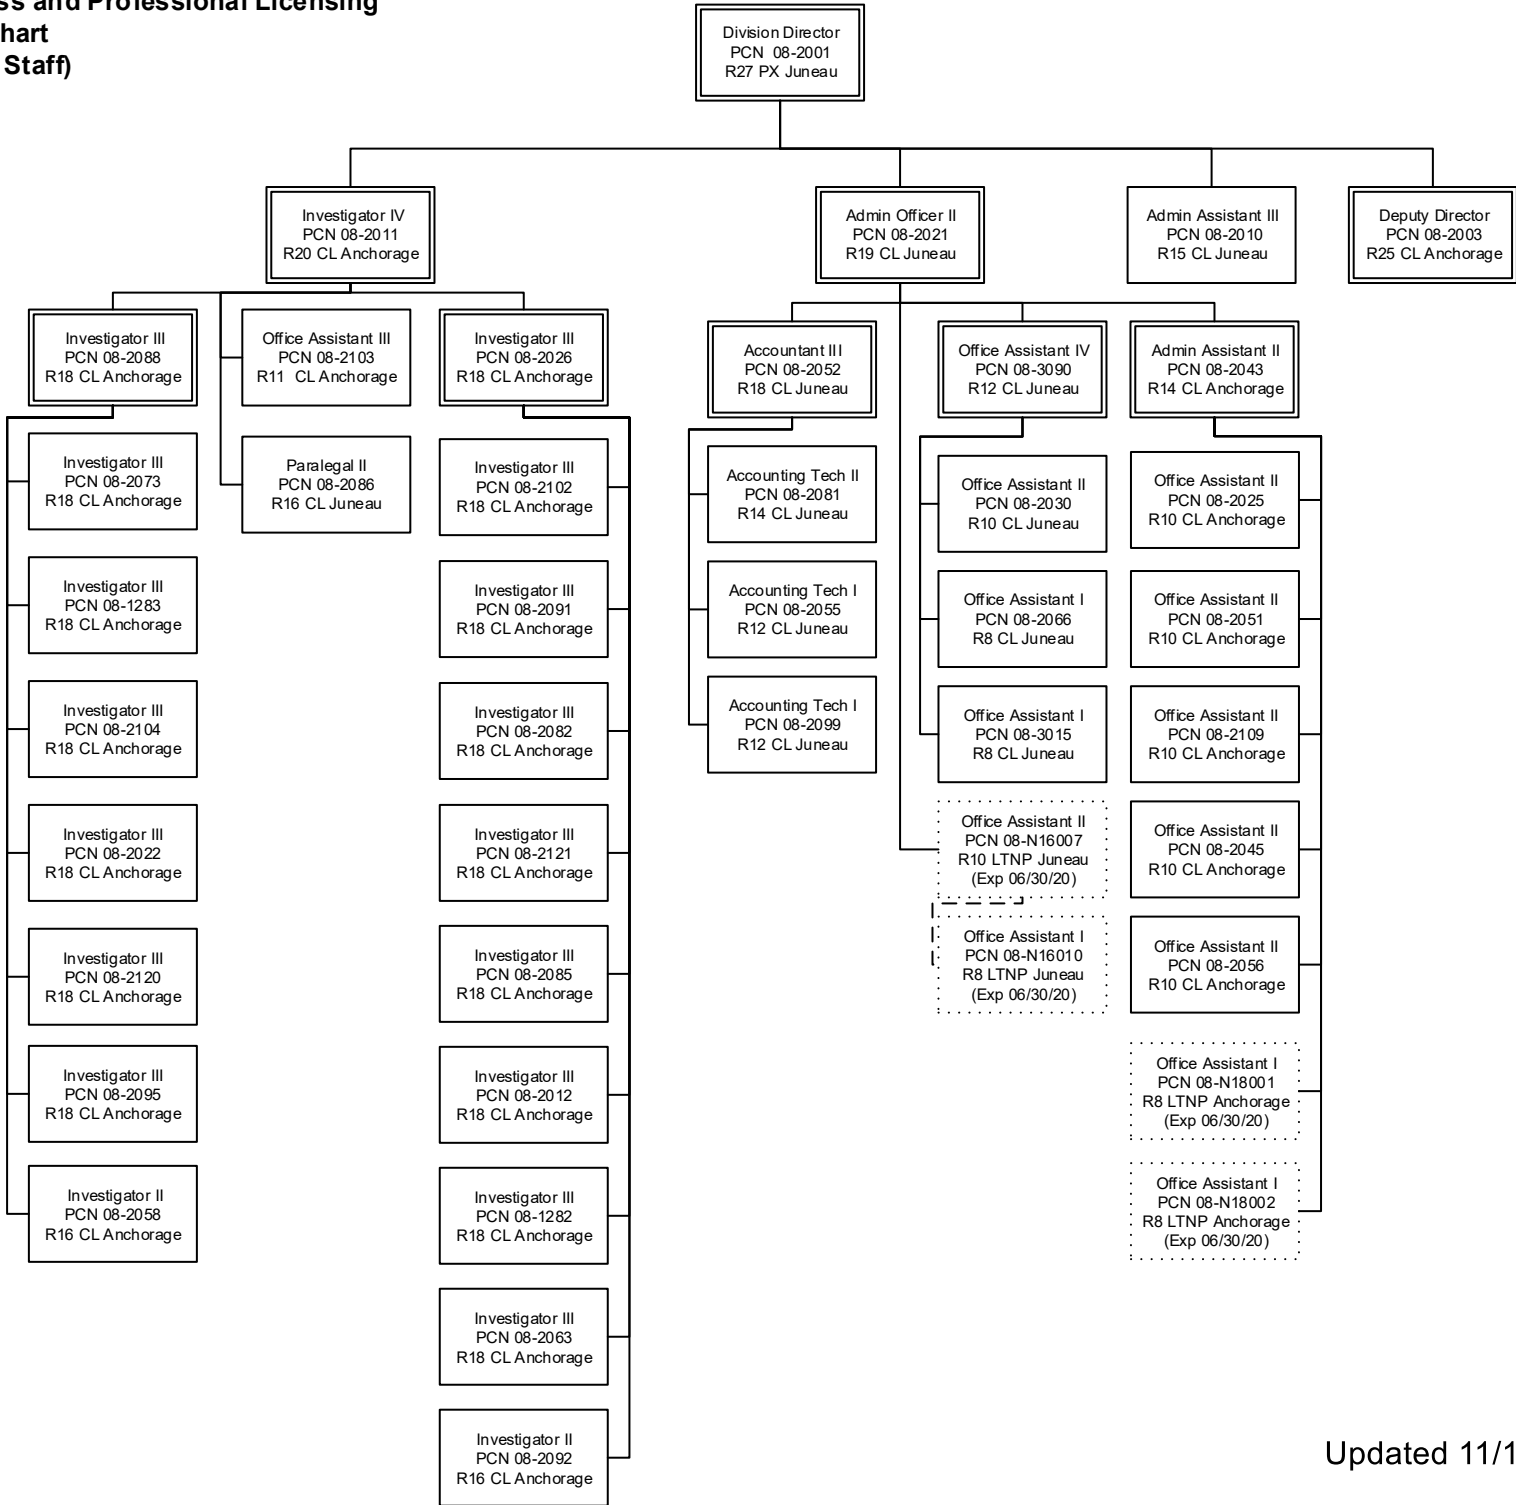 ss and Professional Licensing
hart
Staff)
Division Director
PCN 08-2001
R27 PX Juneau
Investigator IV
PCN 08-2011
R20 CL Anchorage
Admin Officer II
PCN 08-2021
R19 CL Juneau
Admin Assistant III
PCN 08-2010
R15 CL Juneau
Deputy Director
PCN 08-2003
R25 CL Anchorage
Investigator III
PCN 08-2088
R18 CL Anchorage
Office Assistant III
PCN 08-2103
R11 CL Anchorage
Investigator III
PCN 08-2026
R18 CL Anchorage
Accountant III
PCN 08-2052
R18 CL Juneau
Office Assistant IV
PCN 08-3090
R12 CL Juneau
Admin Assistant II
PCN 08-2043
R14 CL Anchorage
Investigator III
PCN 08-2073
R18 CL Anchorage
Investigator III
PCN 08-1283
R18 CL Anchorage
Investigator III
PCN 08-2104
R18 CL Anchorage
Investigator III
PCN 08-2022
R18 CL Anchorage
Investigator III
PCN 08-2120
R18 CL Anchorage
Investigator III
PCN 08-2095
R18 CL Anchorage
Investigator II
PCN 08-2058
R16 CL Anchorage
Paralegal II
PCN 08-2086
R16 CL Juneau
Investigator III
PCN 08-2102
R18 CL Anchorage
Investigator III
PCN 08-2091
R18 CL Anchorage
Investigator III
PCN 08-2082
R18 CL Anchorage
Investigator III
PCN 08-2121
R18 CL Anchorage
Investigator III
PCN 08-2085
R18 CL Anchorage
Investigator III
PCN 08-2012
R18 CL Anchorage
Investigator III
PCN 08-1282
R18 CL Anchorage
Investigator III
PCN 08-2063
R18 CL Anchorage
Investigator II
PCN 08-2092
R16 CL Anchorage
Accounting Tech II
PCN 08-2081
R14 CL Juneau
Accounting Tech I
PCN 08-2055
R12 CL Juneau
Accounting Tech I
PCN 08-2099
R12 CL Juneau
Office Assistant II
PCN 08-2030
R10 CL Juneau
Office Assistant I
PCN 08-2066
R8 CL Juneau
Office Assistant I
PCN 08-3015
R8 CL Juneau
Office Assistant II
PCN 08-N16007
R10 LTNP Juneau
(Exp 06/30/20)
Office Assistant I
PCN 08-N16010
R8 LTNP Juneau
(Exp 06/30/20)
Office Assistant II
PCN 08-2025
R10 CL Anchorage
Office Assistant II
PCN 08-2051
R10 CL Anchorage
Office Assistant II
PCN 08-2109
R10 CL Anchorage
Office Assistant II
PCN 08-2045
R10 CL Anchorage
Office Assistant II
PCN 08-2056
R10 CL Anchorage
Office Assistant I
PCN 08-N18001
R8 LTNP Anchorage
(Exp 06/30/20)
Office Assistant I
PCN 08-N18002
R8 LTNP Anchorage
(Exp 06/30/20)
Updated 11/1